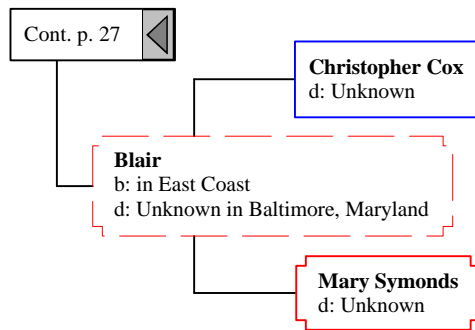 Cont. p. 27
Christopher Cox
d: Unknown
Blair
b: in East Coast
d: Unknown in Baltimore, Maryland
Mary Symonds
d: Unknown